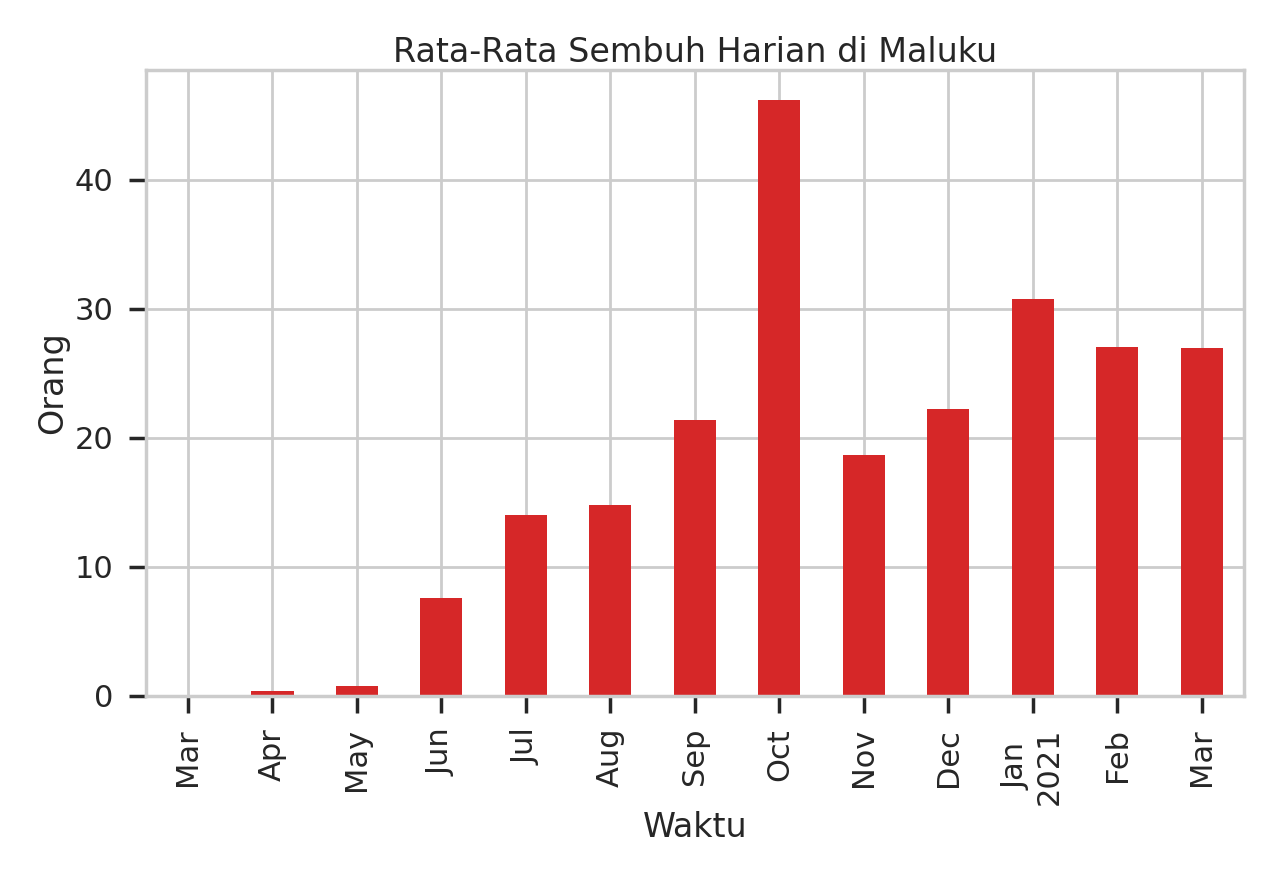 Rata-Rata Sembuh Harian di Maluku
Orang
40
30
20
10
0
Mar
Apr
May
Jun
Jul
Aug
Sep
Oct
Nov
Dec
Jan
2021
Feb
Mar
Waktu